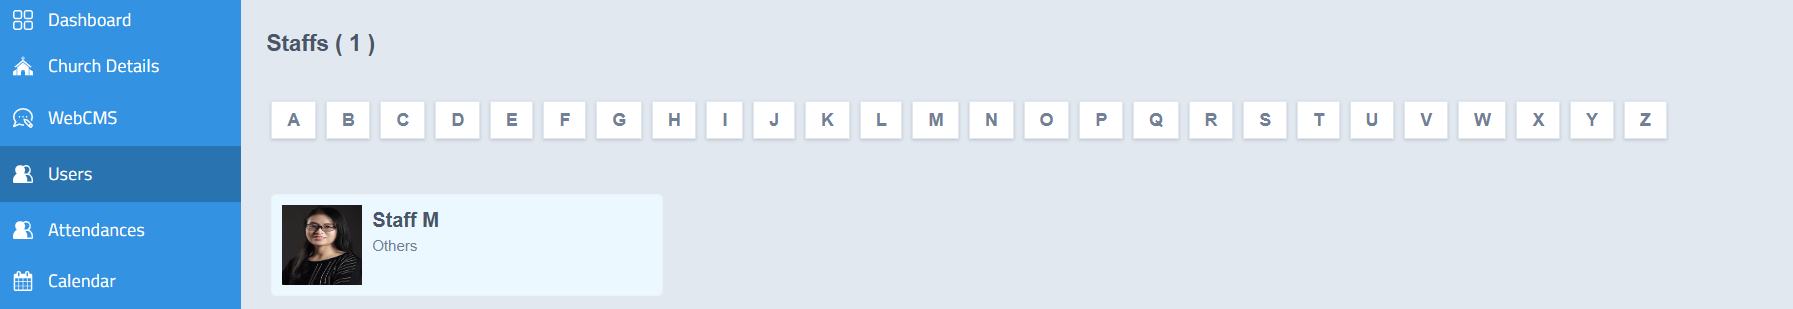 Dashboard
Church Details
WebCMS
Users
Attendances
Calendar
Staffs ( 1 )
A B C D E F G H I J K L M N O P Q R S T U V W X Y Z
Staff M
Others